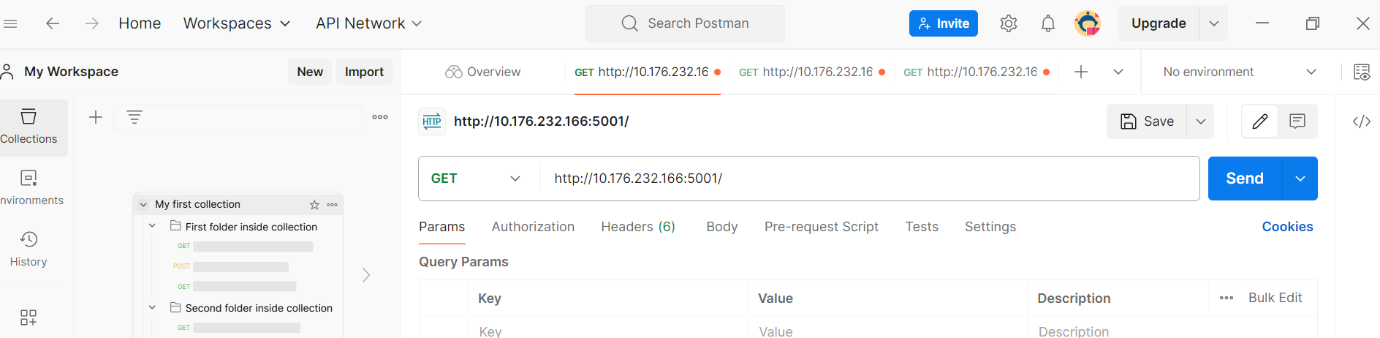 Home Workspaces API Network Search Postman Invite Upgrade
My Workspace New Import Overview GET http://10.176.232.16 GET http://10.176.232.16 GET http://10.176.232.16 No environment
Collections
HTTP http://10.176.232.166:5001/ Save
GET http://10.176.232.166:5001/ Send
nvironments
My first collection
First folder inside collection
GET
POST
GET
Second folder inside collection
GET
History
Params Authorization Headers (6) Body Pre-request Script Tests Settings Cookies
Query Params
Key Value Description Bulk Edit
Key Value Description